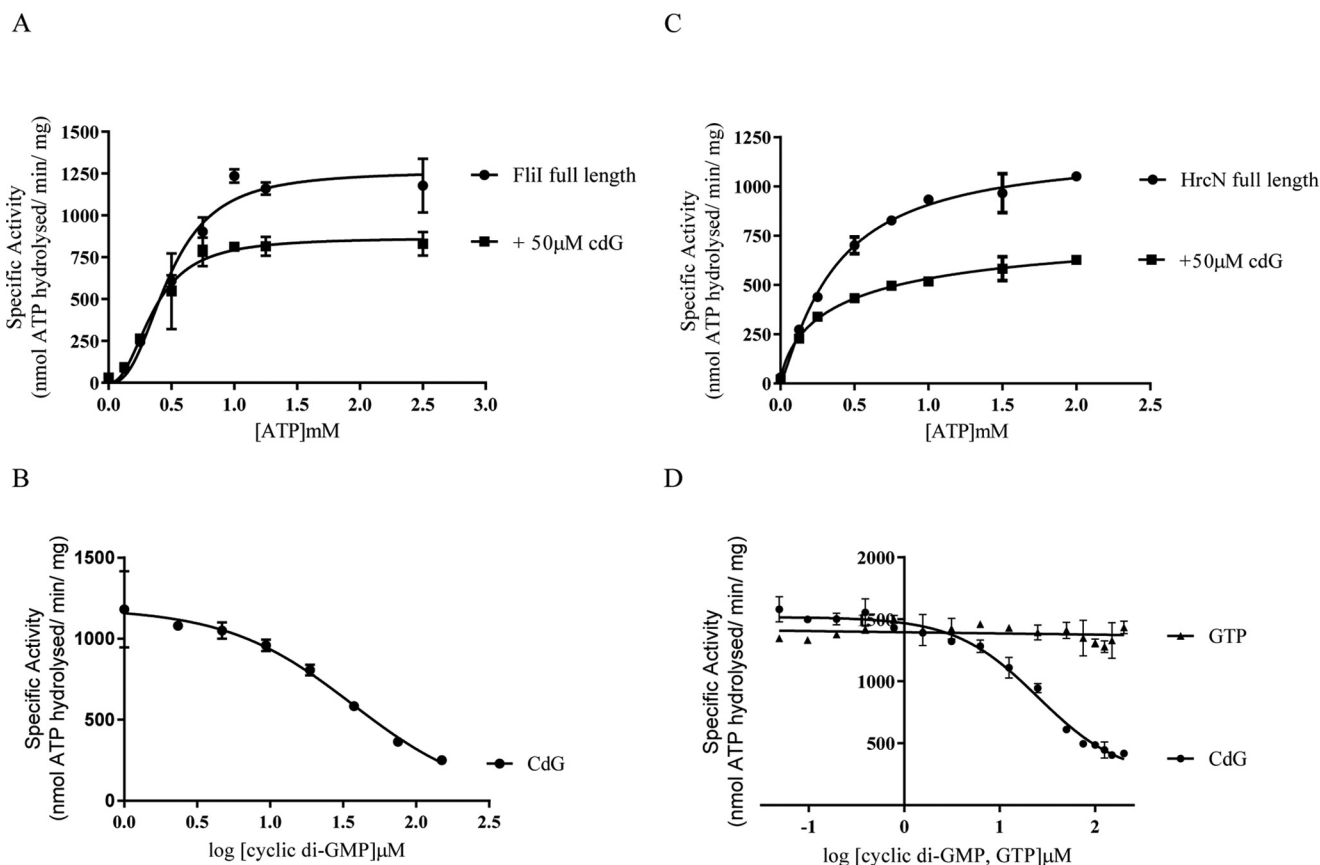 A
Specific Activity
(nmol ATP hydrolysed/ min/ mg)
1500
1250
1000
750
500
250
0
0.0 0.5 1.0 1.5 2.0 2.5 3.0
[ATP]mM
FliI full length
+ 50μM cdG
C
Specific Activity
(nmol ATP hydrolysed/ min/ mg)
1250
1000
750
500
250
0
0.0 0.5 1.0 1.5 2.0 2.5
[ATP]mM
HrcN full length
+50μM cdG
B
Specific Activity
(nmol ATP hydrolysed/ min/ mg)
1500
1000
500
0
0.0 0.5 1.0 1.5 2.0 2.5
log [cyclic di-GMP]μM
CdG
D
Specific Activity
(nmol ATP hydrolysed/ min/ mg)
2000
1500
1000
500
-1 0 1 2
log [cyclic di-GMP, GTP]μM
GTP
CdG